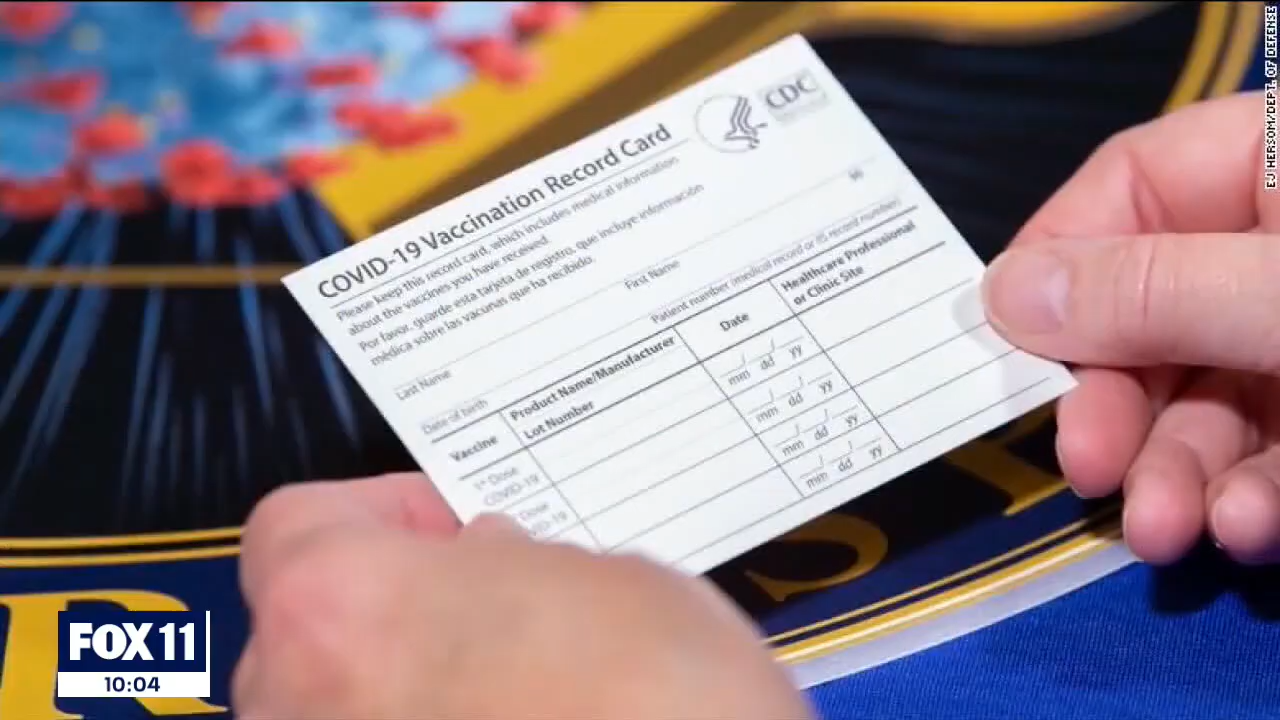 EJ HERSOM/DEPT. OF DEFENSE
CDC
COVID-19 Vaccination Record Card
Please keep this record card, which includes medical information
about the vaccines you have received.
Por favor, guarde esta tarjeta de registro, que incluye información
médica sobre las vacunas que ha recibido.
Last Name
First Name
MI
Date of birth
Patient number (medical record or IIS record number)
Vaccine
Product Name/Manufacturer
Lot Number
Date
Healthcare Professional
or Clinic Site
1st Dose
COVID-19
mm dd yy
Dose
mm dd yy
mm dd yy
mm dd yy
R
S
FOX 11
10:04